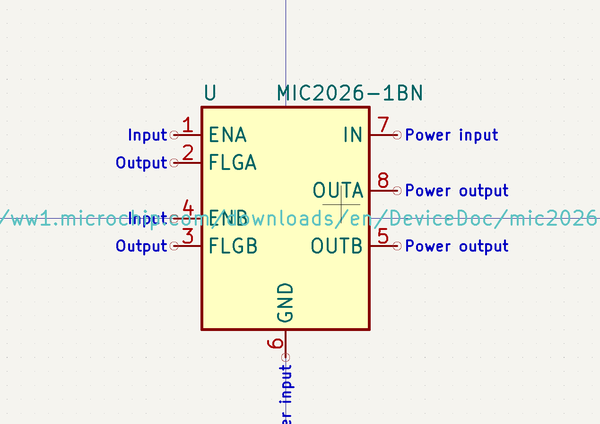 U MIC2026-1BN
Input 1 ENA IN 7 Power input
Output 2 FLGA
OUTA 8 Power output
Input 4 ENB
/ww1.microchip.com/downloads/en/DeviceDoc/mic2026
Output 3 FLGB OUTB 5 Power output
GND
6
er input